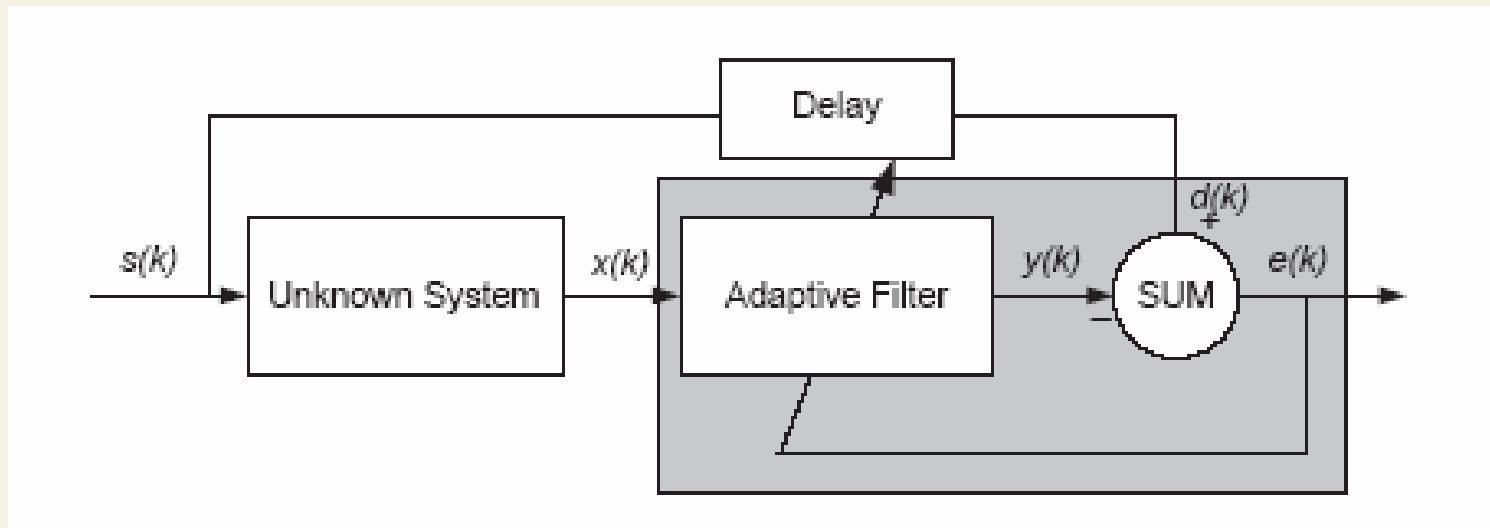 Delay
d(k)
+
s(k)
x(k)
y(k)
e(k)
Unknown System
Adaptive Filter
SUM
–